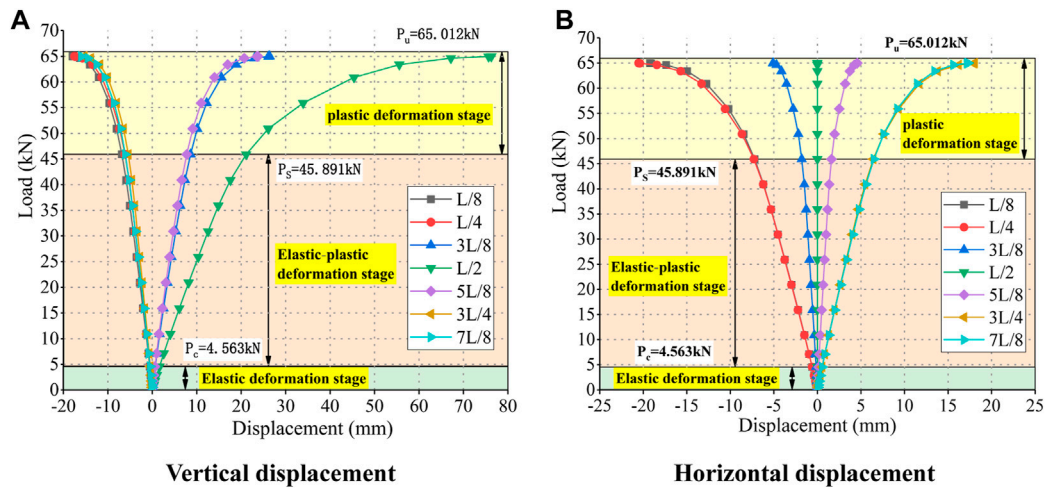 A
B
P_u=65.012kN
P_u=65.012kN
70
65
60
55
50
45
40
35
30
25
20
15
10
5
0
Load (kN)
plastic deformation stage
P_S=45.891kN
Elastic-plastic
deformation stage
P_c=4.563kN
Elastic deformation stage
L/8
L/4
3L/8
L/2
5L/8
3L/4
7L/8
-20 -10 0 10 20 30 40 50 60 70 80
Displacement (mm)
Vertical displacement
70
65
60
55
50
45
40
35
30
25
20
15
10
5
0
Load (kN)
plastic
deformation stage
P_S=45.891kN
Elastic-plastic
deformation stage
P_c=4.563kN
Elastic deformation stage
L/8
L/4
3L/8
L/2
5L/8
3L/4
7L/8
-25 -20 -15 -10 -5 0 5 10 15 20 25
Displacement (mm)
Horizontal displacement